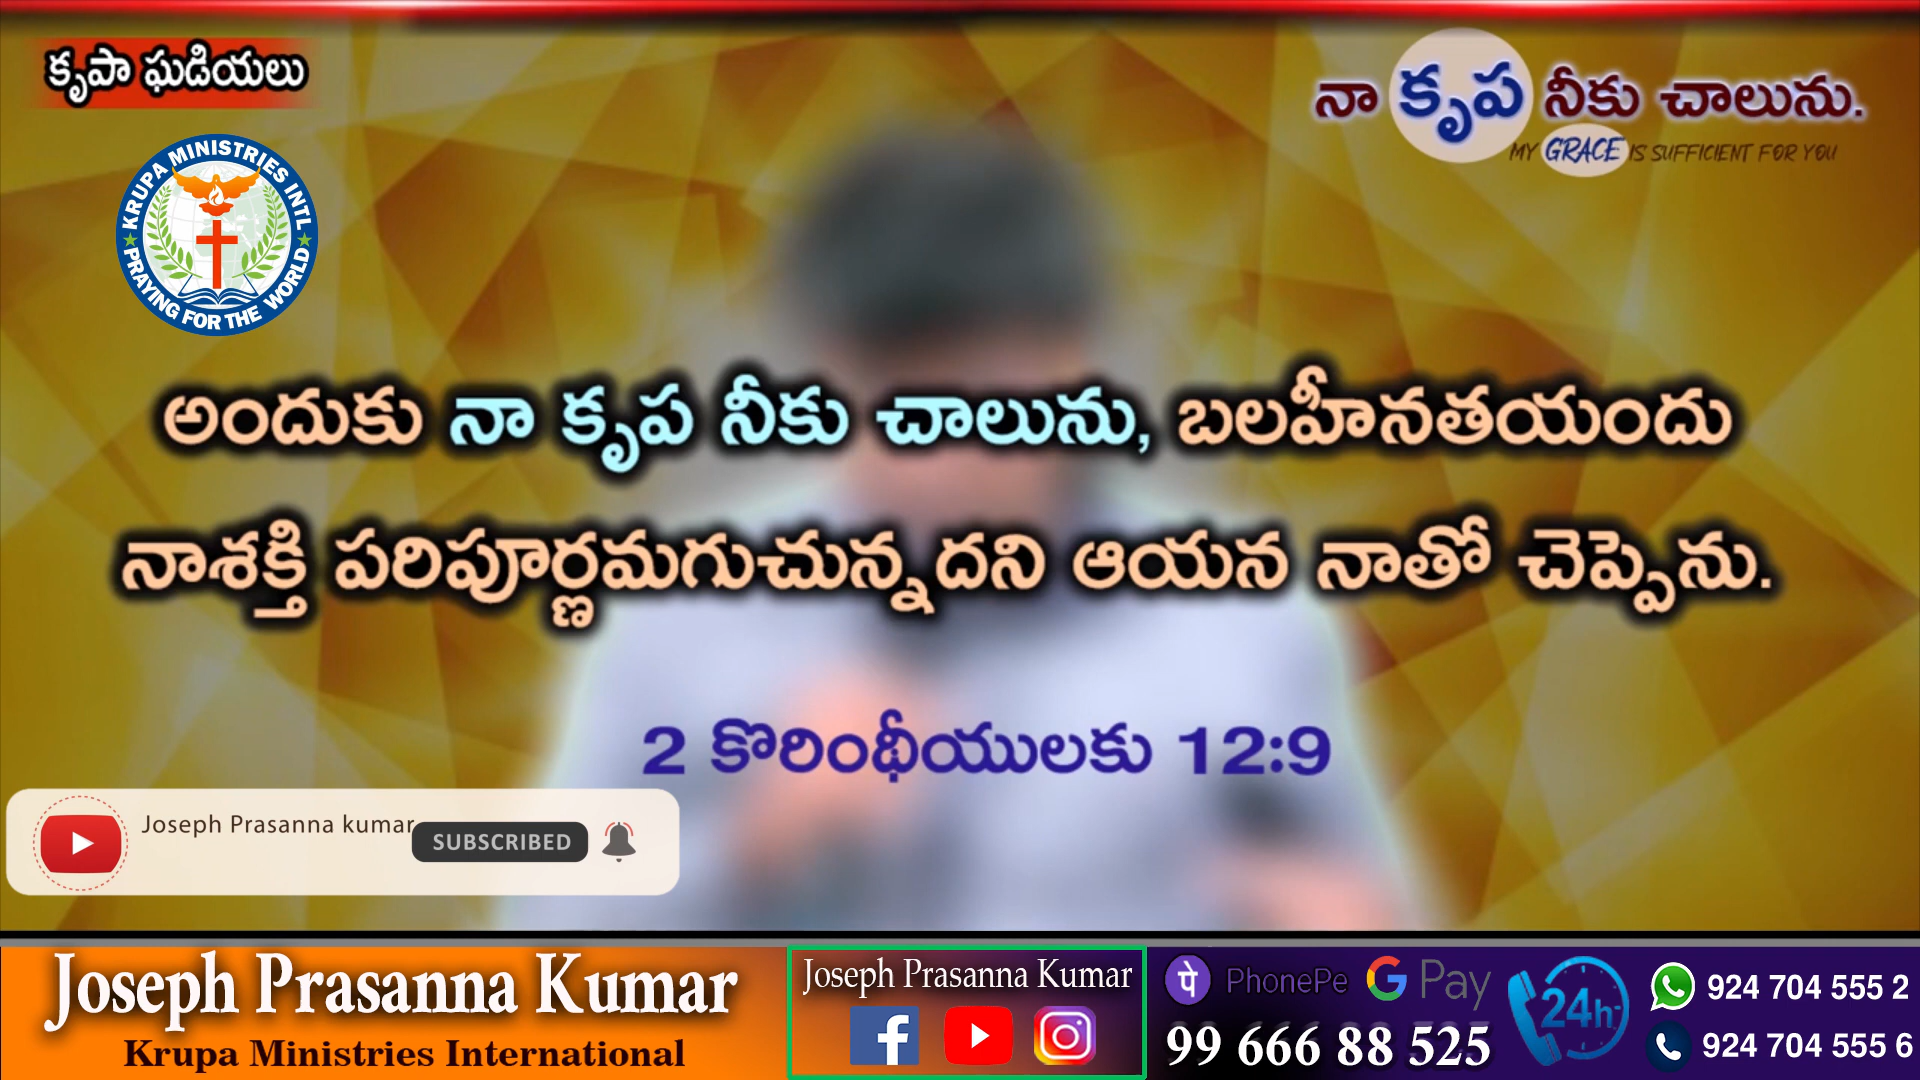 కృపా ఘడియలు
నా కృప నీకు చాలును.
MY GRACE IS SUFFICIENT FOR YOU
KRUPA MINISTRIES INTL
PRAYING FOR THE WORLD
అందుకు నా కృప నీకు చాలును, బలహీనతయందు
నాశక్తి పరిపూర్ణమగుచున్నదని ఆయన నాతో చెప్పెను.
2 కొరింథీయులకు 12:9
Joseph Prasanna kumar
SUBSCRIBED
Joseph Prasanna Kumar
Krupa Ministries International
Joseph Prasanna Kumar
पे PhonePe G Pay
99 666 88 525
24h
924 704 555 2
924 704 555 6